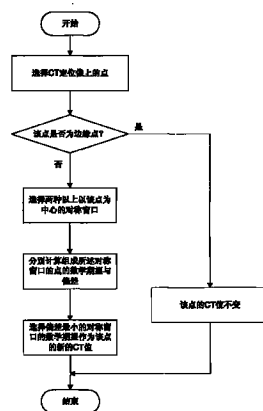 开始
选择CT定位像上的点
该点是否为边缘点?
是
否
选择两种以上以该点为
中心的对称窗口
分别计算组成所述对称
窗口的点的数学期望与
偏差
该点的CT值不变
选择偏差最小的对称窗
口的数学期望作为该点
的新的CT值
结束